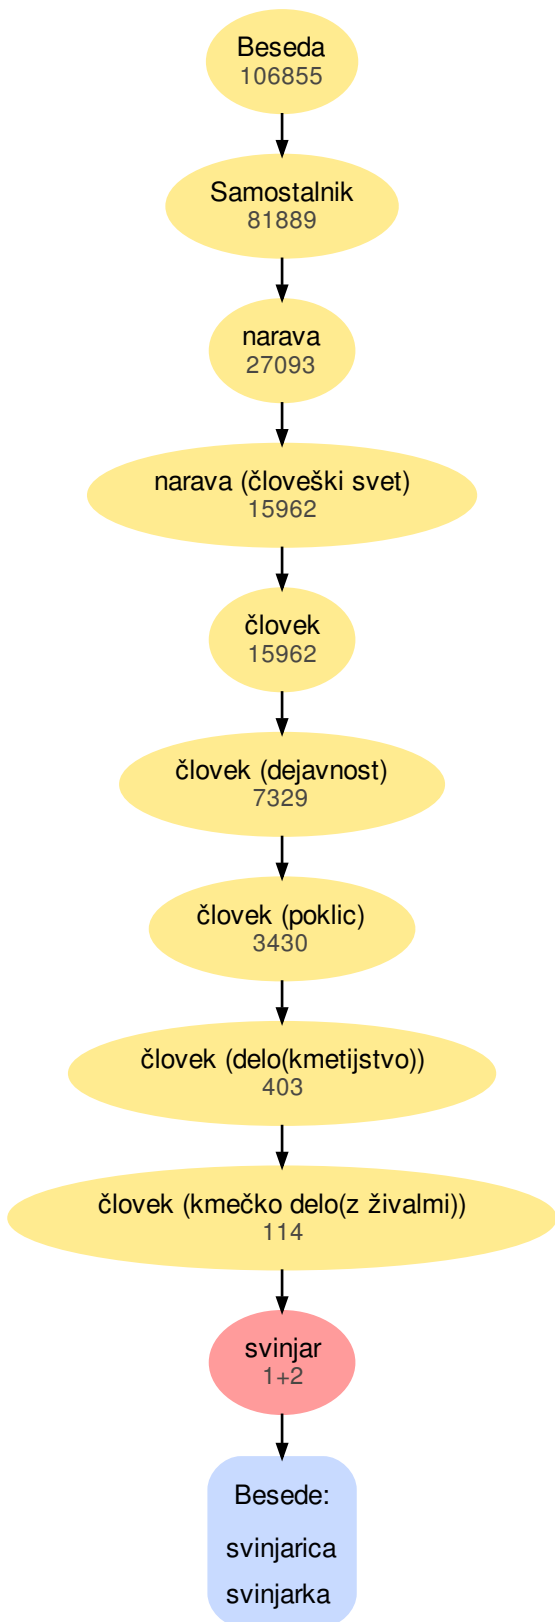 Beseda
106855
Samostalnik
81889
narava
27093
narava (človeški svet)
15962
človek
15962
človek (dejavnost)
7329
človek (poklic)
3430
človek (delo(kmetijstvo))
403
človek (kmečko delo(z živalmi))
114
svinjar
1+2
Besede:
svinjarica
svinjarka